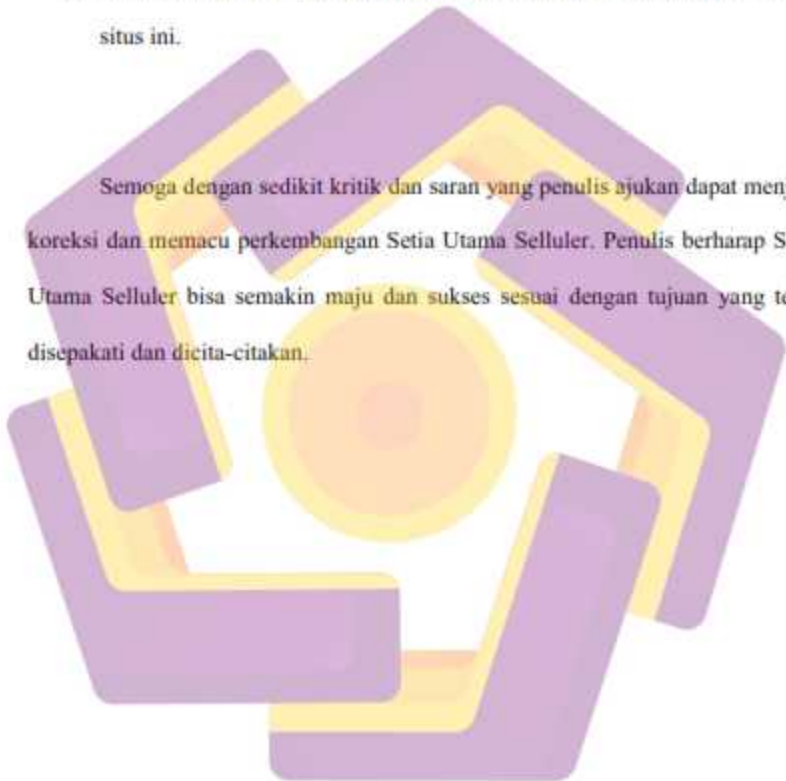 situs ini.
Semoga dengan sedikit kritik dan saran yang penulis ajukan dapat
koreksi dan memacu perkembangan Setia Utama Selluler. Penulis berharap
Utama Selluler bisa semakin maju dan sukses sesuai dengan tujuan yang
disepakati dan dicita-citakan.